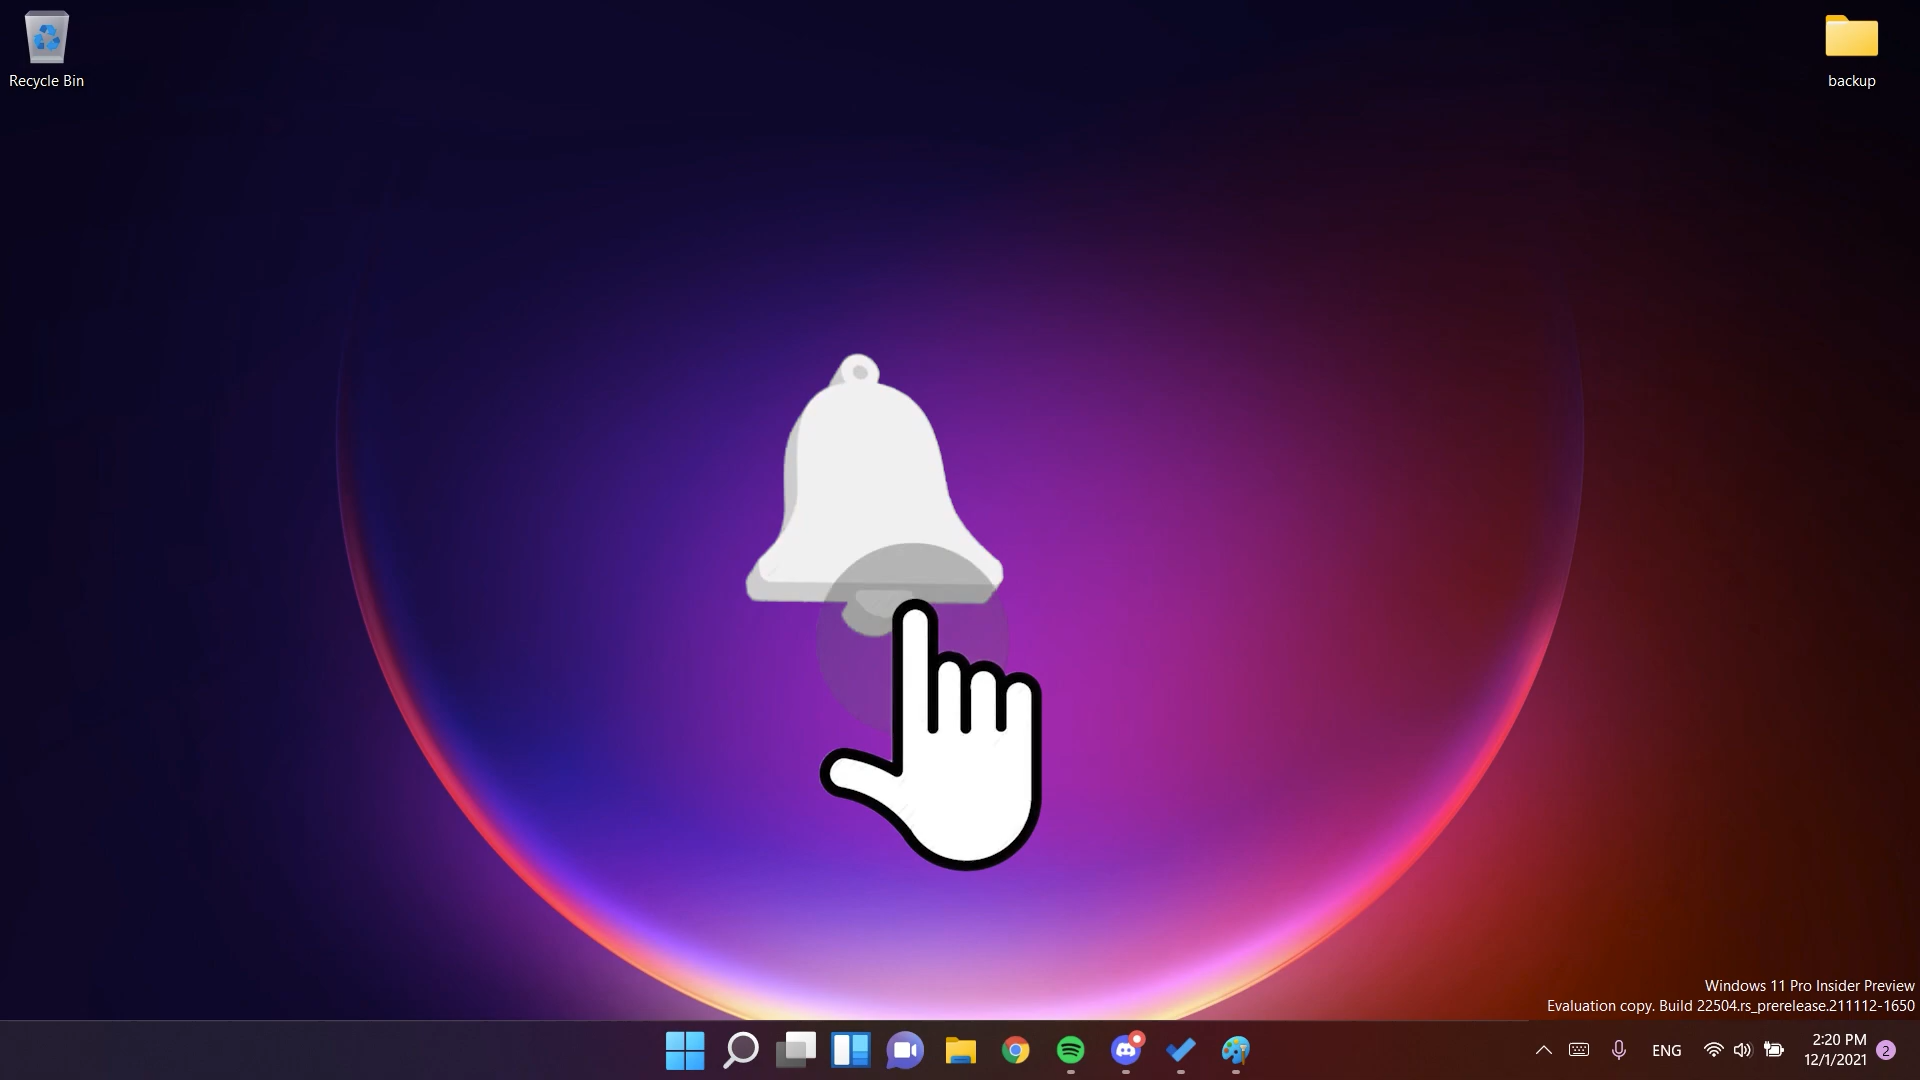 Recycle Bin
backup
Windows 11 Pro Insider Preview
Evaluation copy. Build 22504.rs_prerelease.211112-1650
ENG
2:20 PM
12/1/2021
2